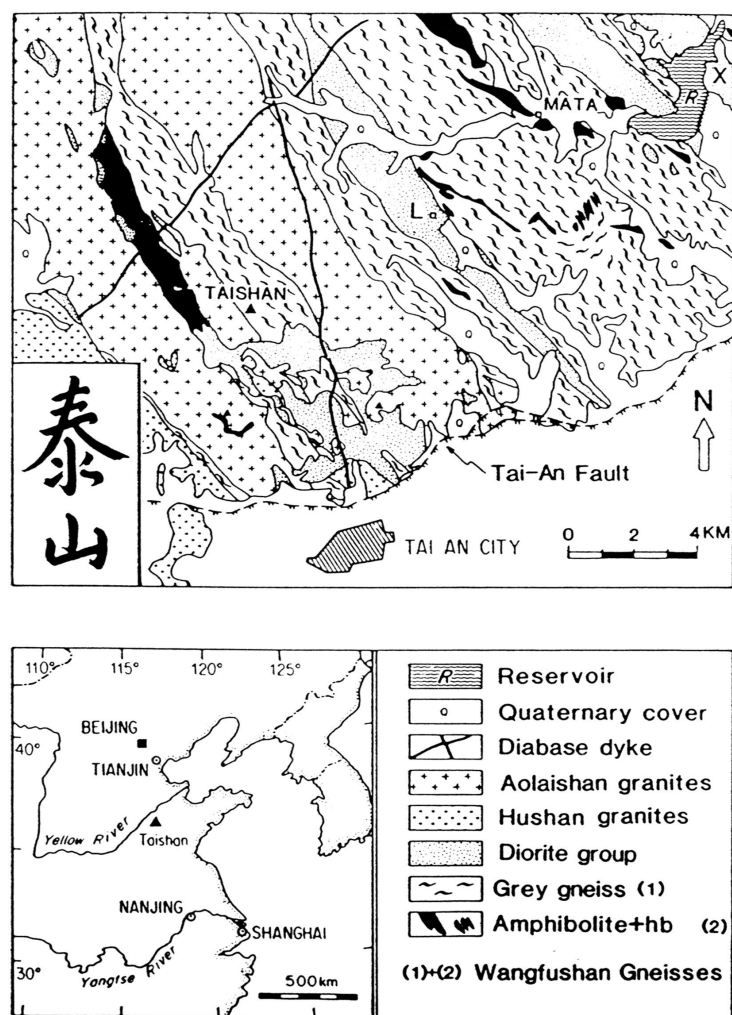 MATA
R
X
L
TAISHAN
泰山
N
Tai-An Fault
TAI AN CITY
0 2 4 KM
110° 115° 120° 125°
40°
30°
BEIJING
TIANJIN
Yellow River
Taishan
NANJING
SHANGHAI
Yangtse River
500km
R Reservoir
Quaternary cover
Diabase dyke
Aolaishan granites
Hushan granites
Diorite group
Grey gneiss (1)
Amphibolite+hb (2)
(1)+(2) Wangfushan Gneisses